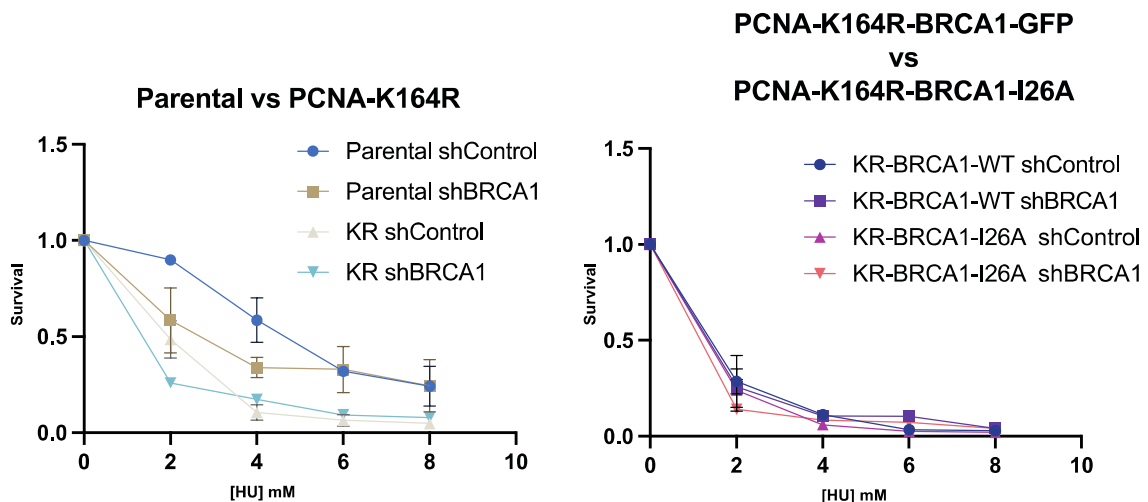 Parental vs PCNA-K164R
1.5
1.0
0.5
0.0
Survival
0
2
4
6
8
10
[HU] mM
Parental shControl
Parental shBRCA1
KR shControl
KR shBRCA1
PCNA-K164R-BRCA1-GFP
vs
PCNA-K164R-BRCA1-I26A
1.5
1.0
0.5
0.0
Survival
0
2
4
6
8
10
[HU] mM
KR-BRCA1-WT shControl
KR-BRCA1-WT shBRCA1
KR-BRCA1-I26A shControl
KR-BRCA1-I26A shBRCA1